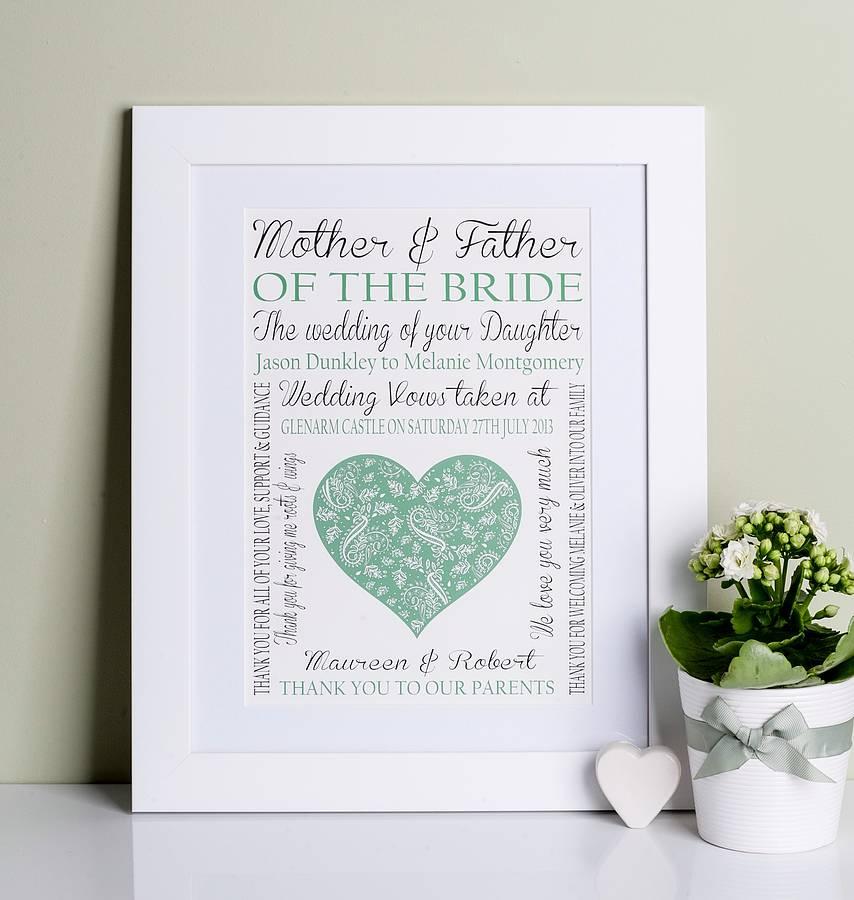 Mother & Father
OF THE BRIDE
The wedding of your Daughter
Jason Dunkley to Melanie Montgomery
Wedding Vows taken at
GLENARM CASTLE ON SATURDAY 27TH JULY 2013
THANK YOU FOR ALL OF YOUR LOVE, SUPPORT & GUIDANCE
Thank you for giving me roots & wings
We love you very much
THANK YOU FOR WELCOMING MELANIE & OLIVER INTO OUR FAMILY
Maureen & Robert
THANK YOU TO OUR PARENTS